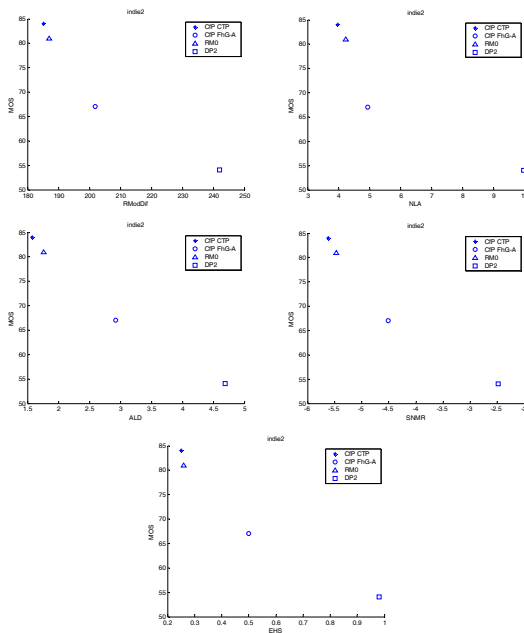 indie2
85
80
75
70
65
60
55
50
MOS
180 190 200 210 220 230 240 250
RModDif
CfP CTP
CfP FhG-A
RM0
DP2
indie2
85
80
75
70
65
60
55
50
MOS
3 4 5 6 7 8 9
NLA
CfP CTP
CfP FhG-A
RM0
DP2
indie2
85
80
75
70
65
60
55
50
MOS
1.5 2 2.5 3 3.5 4 4.5 5
ALD
CfP CTP
CfP FhG-A
RM0
DP2
indie2
85
80
75
70
65
60
55
50
MOS
-6 -5.5 -5 -4.5 -4 -3.5 -3 -2.5
SNMR
CfP CTP
CfP FhG-A
RM0
DP2
indie2
85
80
75
70
65
60
55
50
MOS
0.2 0.3 0.4 0.5 0.6 0.7 0.8 0.9 1
EHS
CfP CTP
CfP FhG-A
RM0
DP2